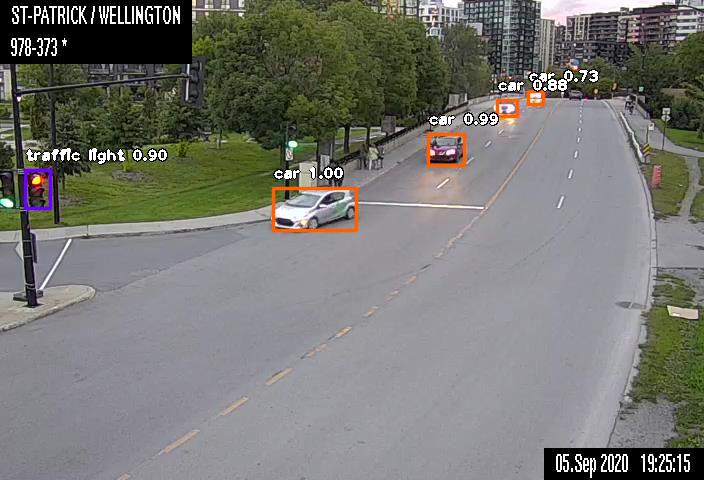 ST-PATRICK / WELLINGTON
978-373 *
car 0.73
car 0.88
car 0.99
traffic light 0.90
car 1.00
05.Sep 2020 19:25:15